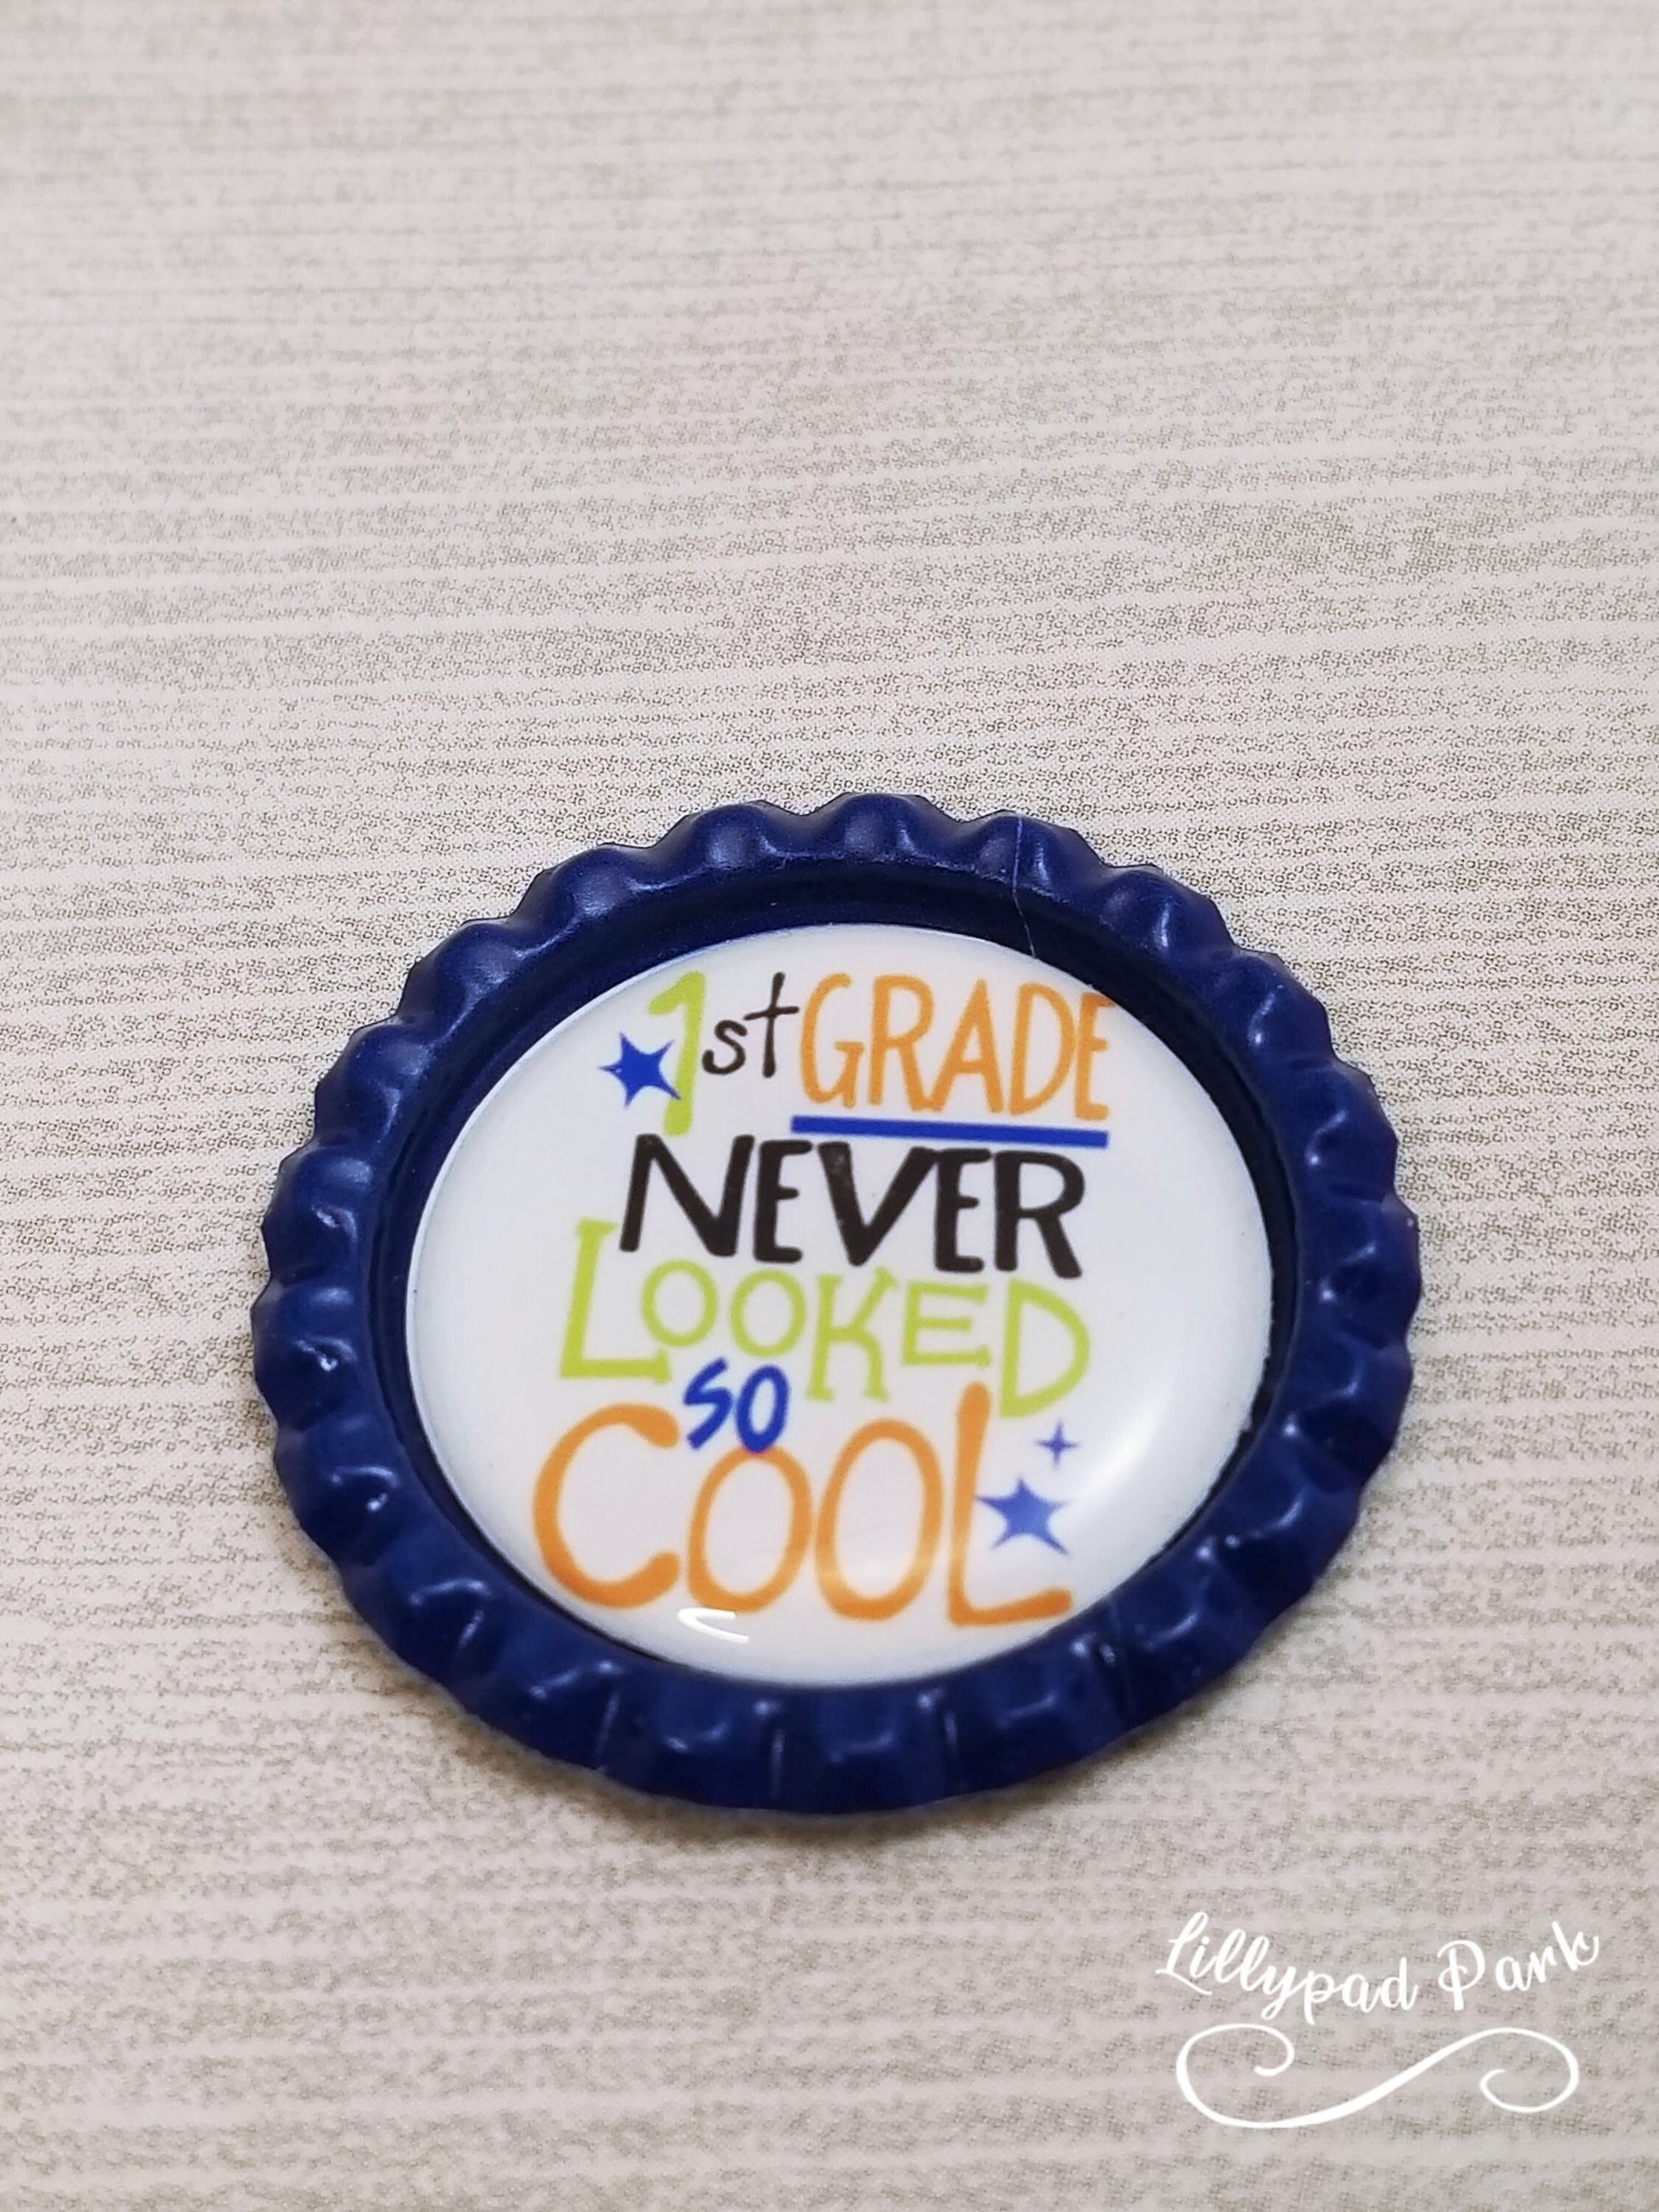 1st GRADE
NEVER
LOOKED
SO
COOL
Lillypad Park